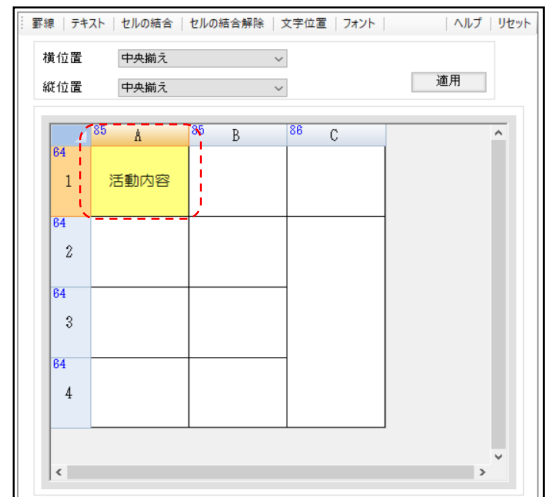 罫線 テキスト セルの結合 セルの結合解除 文字位置 フォント ヘルプ リセット
横位置 中央揃え
縦位置 中央揃え
適用
85 A 85 B 86 C
64
1 活動内容
64
2
64
3
64
4